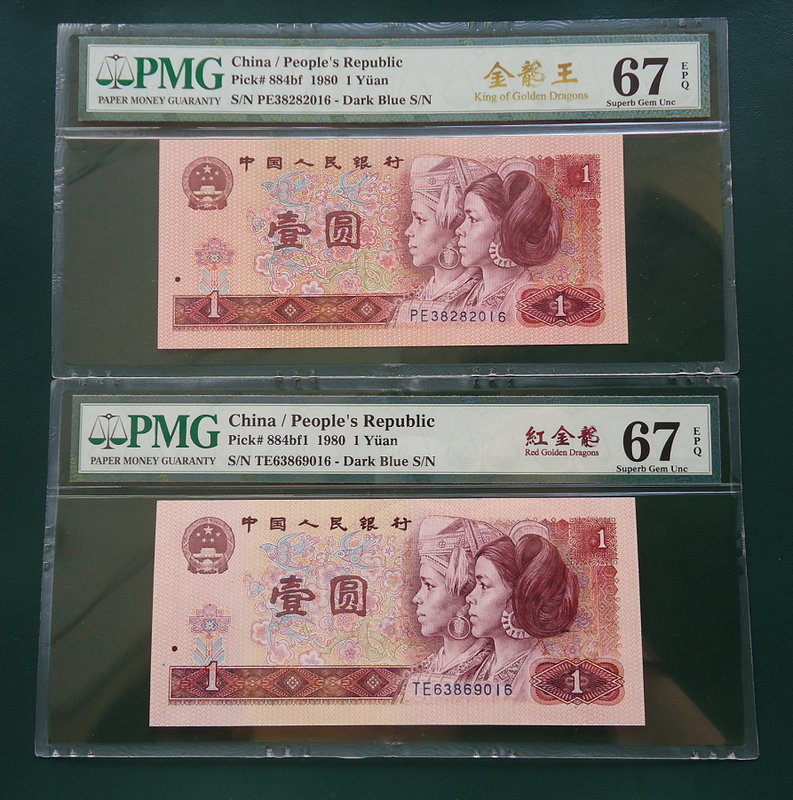 PMG
PAPER MONEY GUARANTY
China / People's Republic
Pick# 884bf 1980 1 Yüan
S/N PE38282016 - Dark Blue S/N
金龍王
King of Golden Dragons
67
EPQ
Superb Gem Unc
中国人民银行
1
壹圆
1
PE38282016
1
PMG
PAPER MONEY GUARANTY
China / People's Republic
Pick# 884bf1 1980 1 Yüan
S/N TE63869016 - Dark Blue S/N
紅金龍
Red Golden Dragons
67
EPQ
Superb Gem Unc
中国人民银行
1
壹圆
1
TE63869016
1